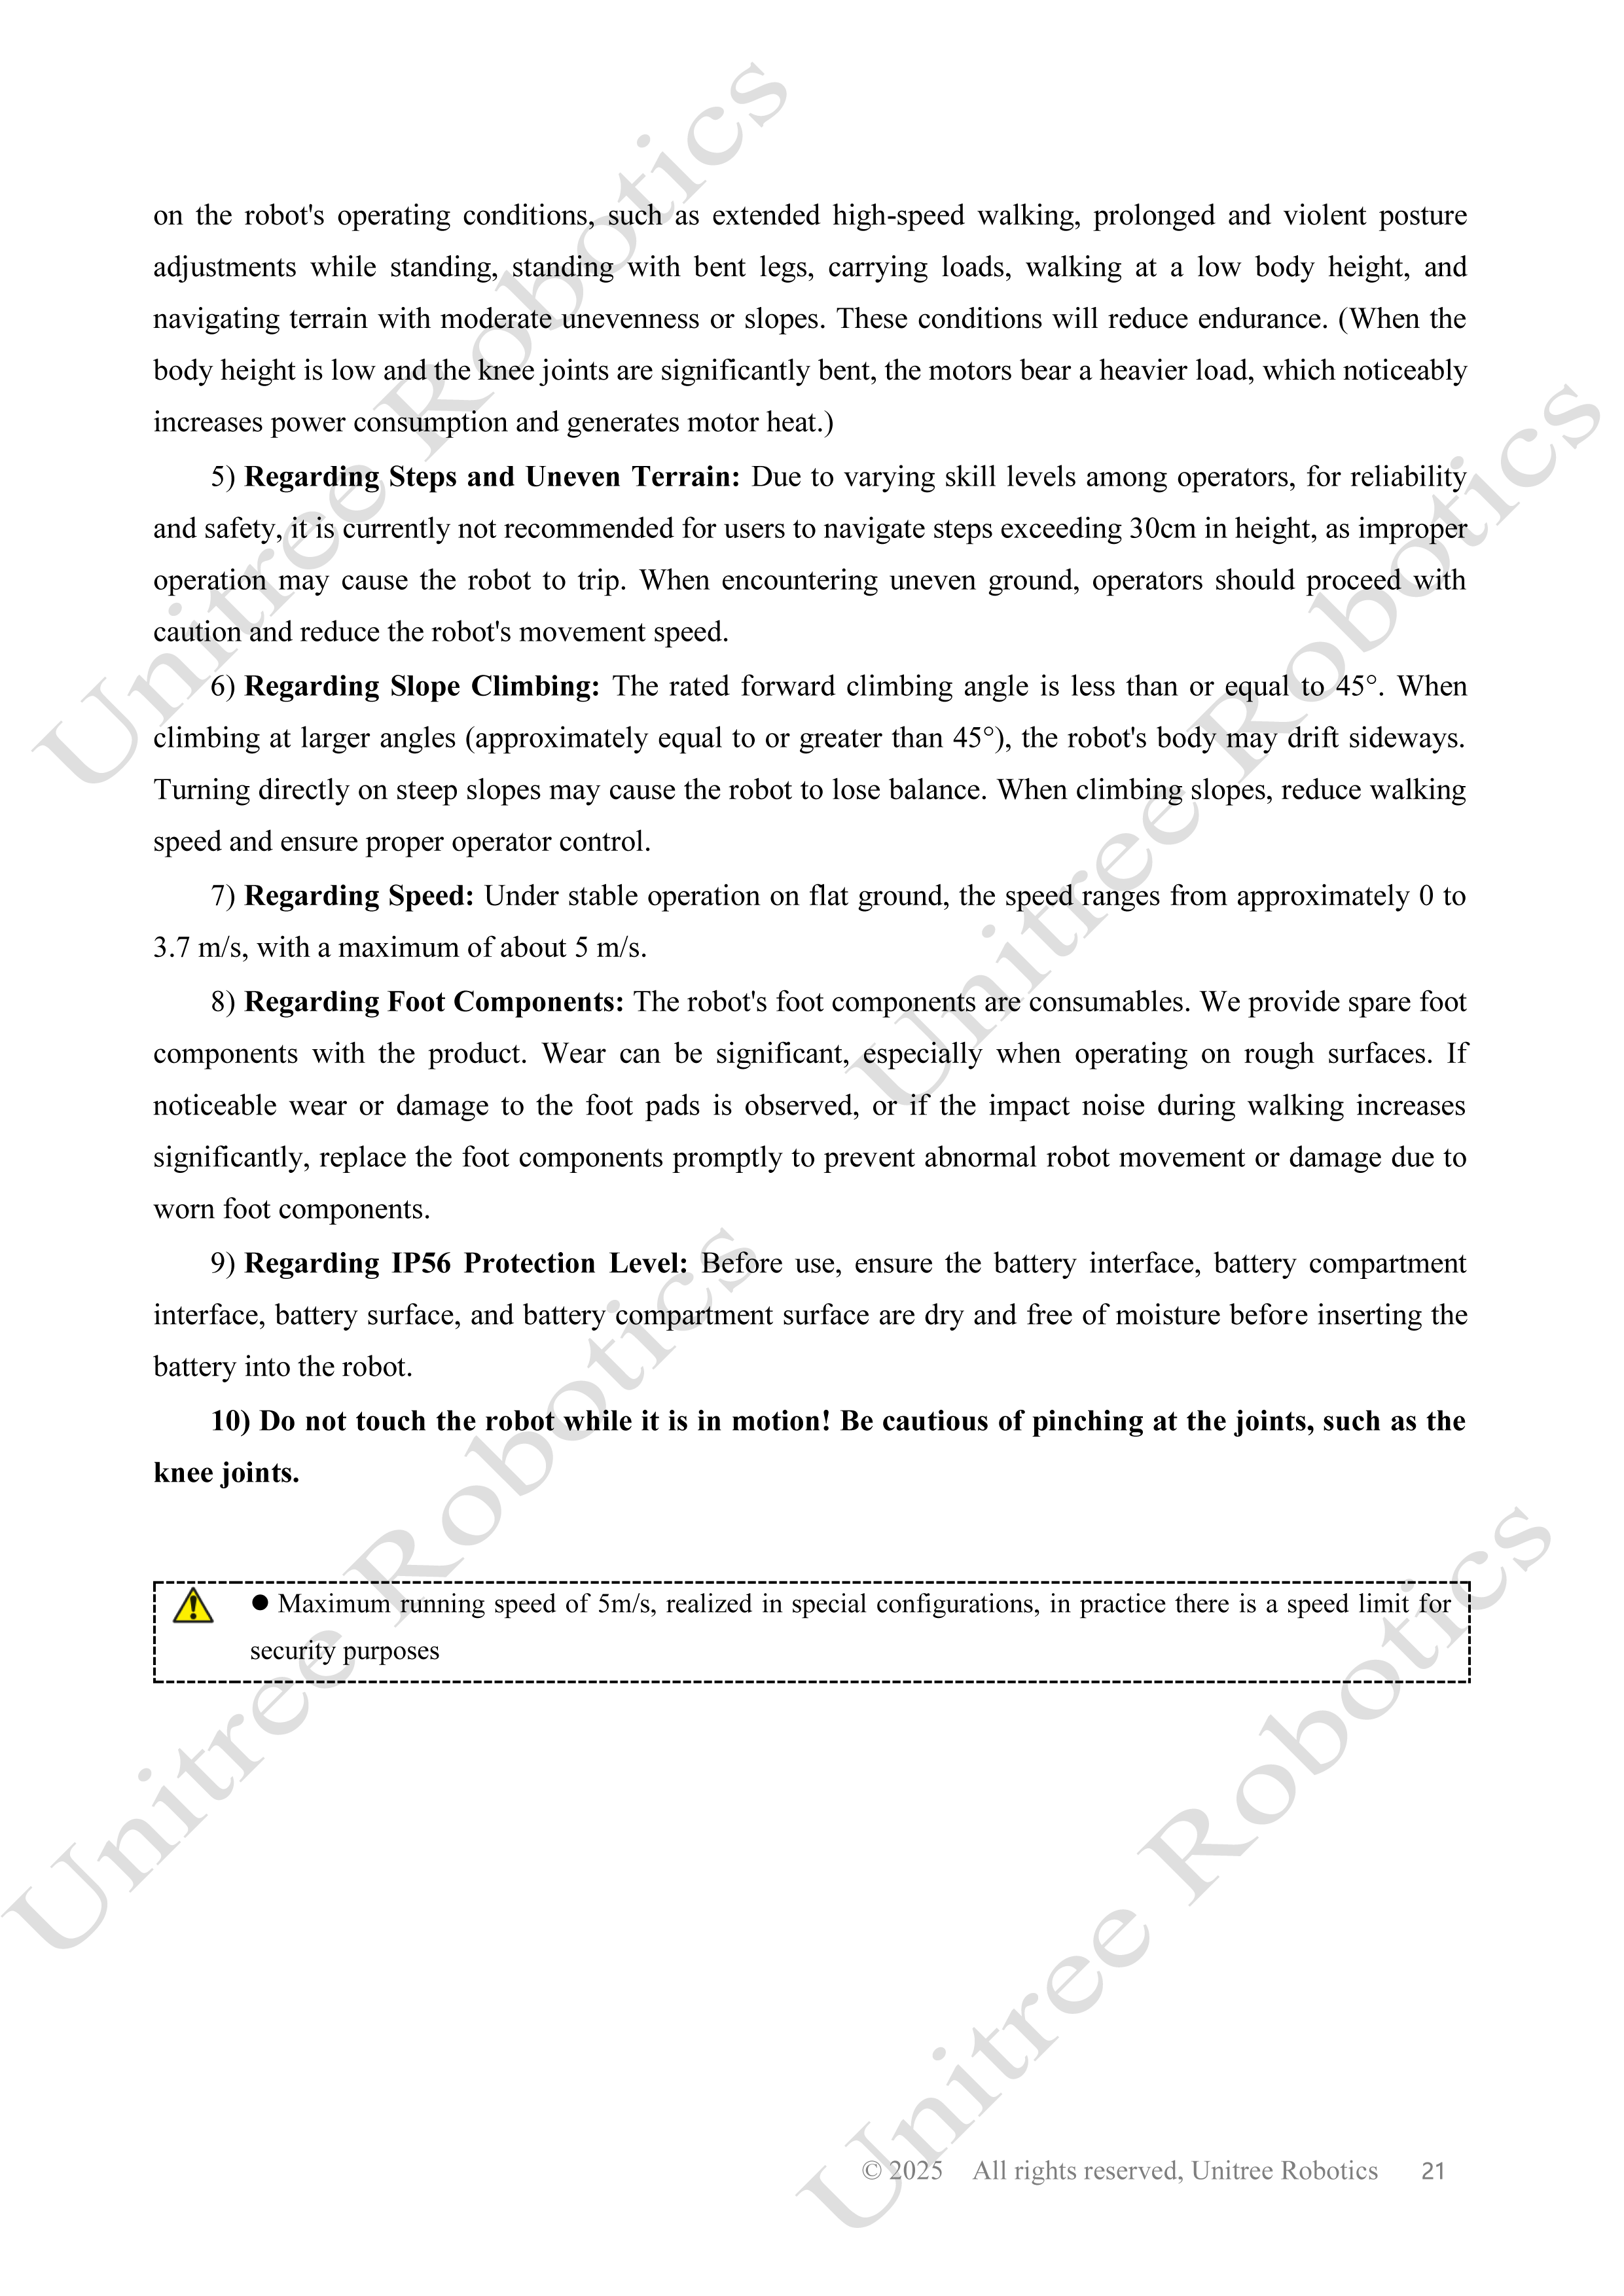 on the robot's operating conditions, such as extended high-speed walking, prolonged and violent posture
adjustments while standing, standing with bent legs, carrying loads, walking at a low body height, and
navigating terrain with moderate unevenness or slopes. These conditions will reduce endurance. (When the
body height is low and the knee joints are significantly bent, the motors bear a heavier load, which noticeably
increases power consumption and generates motor heat.)
5) Regarding Steps and Uneven Terrain: Due to varying skill levels among operators, for reliability
and safety, it is currently not recommended for users to navigate steps exceeding 30cm in height, as improper
operation may cause the robot to trip. When encountering uneven ground, operators should proceed with
caution and reduce the robot's movement speed.
6) Regarding Slope Climbing: The rated forward climbing angle is less than or equal to 45°. When
climbing at larger angles (approximately equal to or greater than 45°), the robot's body may drift sideways.
Turning directly on steep slopes may cause the robot to lose balance. When climbing slopes, reduce walking
speed and ensure proper operator control.
7) Regarding Speed: Under stable operation on flat ground, the speed ranges from approximately 0 to
3.7 m/s, with a maximum of about 5 m/s.
8) Regarding Foot Components: The robot's foot components are consumables. We provide spare foot
components with the product. Wear can be significant, especially when operating on rough surfaces. If
noticeable wear or damage to the foot pads is observed, or if the impact noise during walking increases
significantly, replace the foot components promptly to prevent abnormal robot movement or damage due to
worn foot components.
9) Regarding IP56 Protection Level: Before use, ensure the battery interface, battery compartment
interface, battery surface, and battery compartment surface are dry and free of moisture before inserting the
battery into the robot.
10) Do not touch the robot while it is in motion! Be cautious of pinching at the joints, such as the
knee joints.
● Maximum running speed of 5m/s, realized in special configurations, in practice there is a speed limit for
security purposes
© 2025 All rights reserved, Unitree Robotics 21
Unitree Robotics
Unitree Robotics
Unitree Robotics
Unitree Robotics